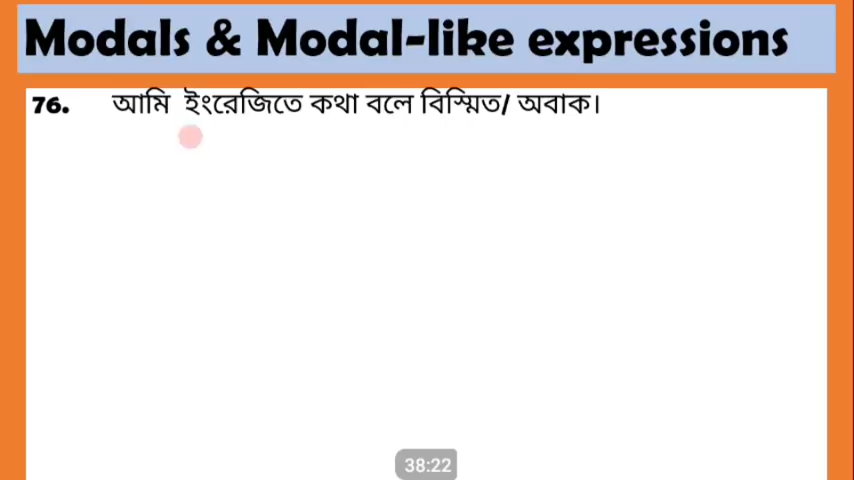 Modals & Modal-like expressions
76. আমি ইংরেজিতে কথা বলে বিস্মিত/ অবাক।
38:22